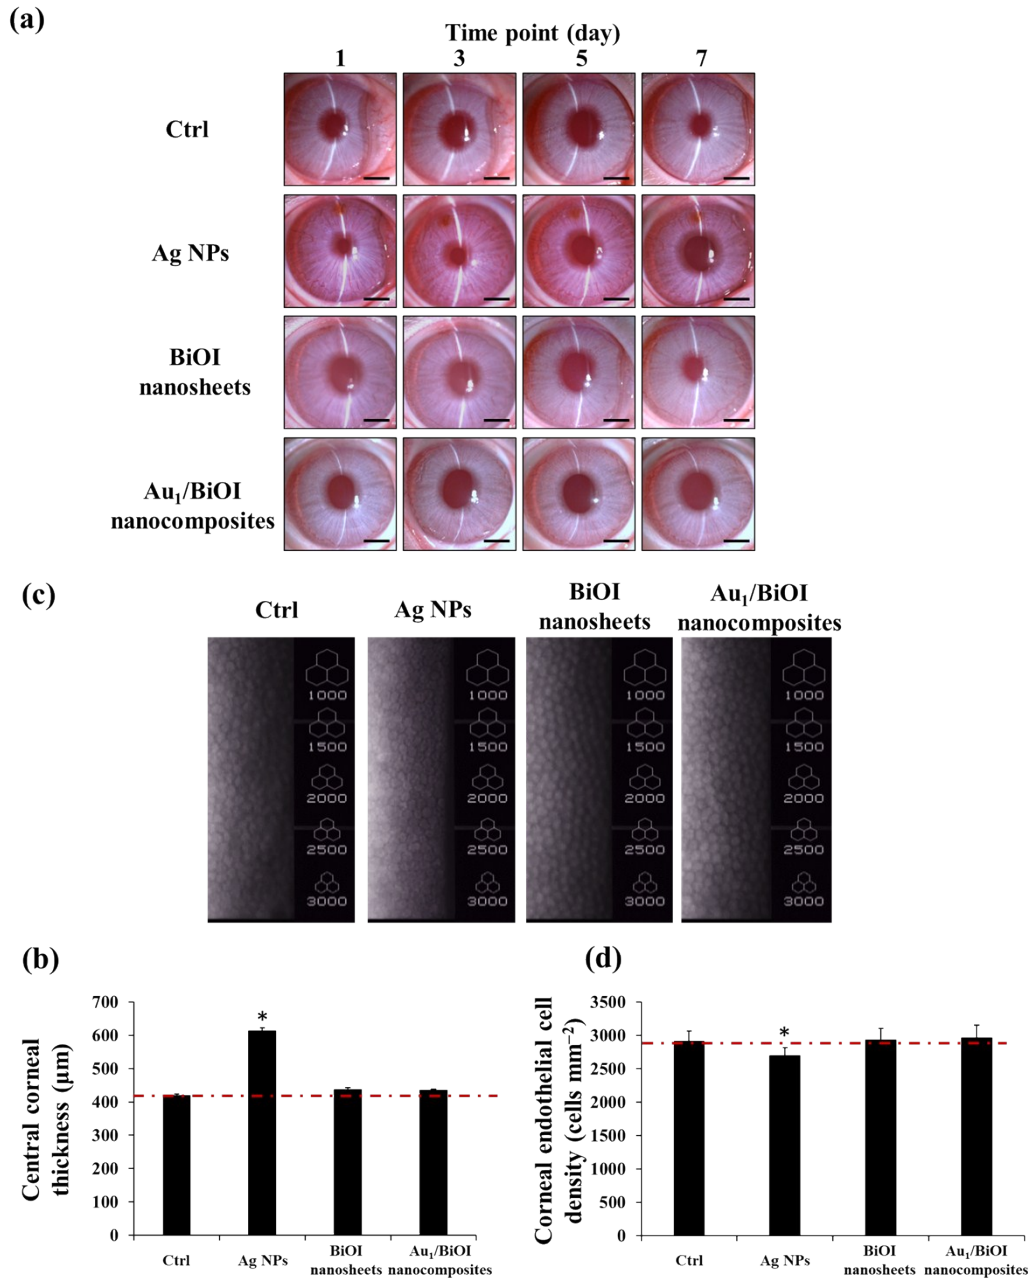 (a)
Time point (day)
1 3 5 7
Ctrl
Ag NPs
BiOI
nanosheets
Au₁/BiOI
nanocomposites
(c)
Ctrl
Ag NPs
BiOI
nanosheets
Au₁/BiOI
nanocomposites
1000
1500
2000
2500
3000
1000
1500
2000
2500
3000
1000
1500
2000
2500
3000
1000
1500
2000
2500
3000
(b)
Central corneal
thickness (μm)
700
600
500
400
300
200
100
0
*
Ctrl
Ag NPs
BiOI
nanosheets
Au₁/BiOI
nanocomposites
(d)
Corneal endothelial cell
density (cells mm⁻²)
3500
3000
2500
2000
1500
1000
500
0
*
Ctrl
Ag NPs
BiOI
nanosheets
Au₁/BiOI
nanocomposites